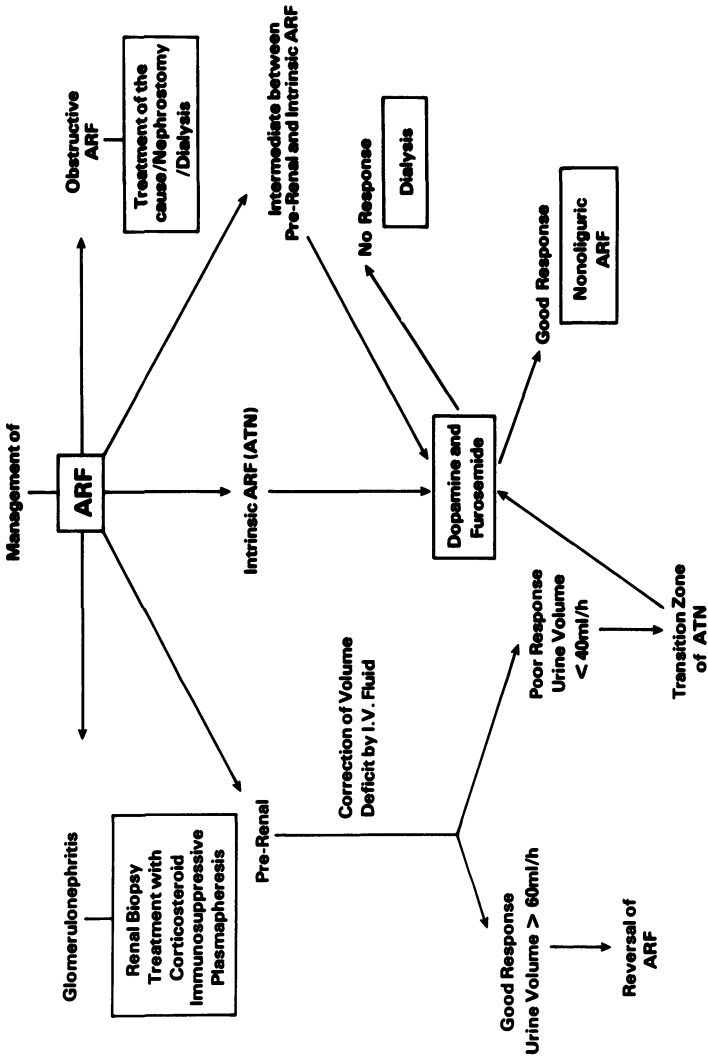 Management of
ARF
Glomerulonephritis
Renal Biopsy
Treatment with
Corticosteroid
Immunosuppressive
Plasmapheresis
Obstructive
ARF
Treatment of the
cause/Nephrostomy
/Dialysis
Pre-Renal
Intrinsic ARF (ATN)
Intermediate between
Pre-Renal and Intrinsic ARF
Correction of Volume
Deficit by I.V. Fluid
Good Response
Urine Volume > 60ml/h
Reversal of
ARF
Poor Response
Urine Volume
< 40ml/h
Transition Zone
of ATN
Dopamine and
Furosemide
No Response
Dialysis
Good Response
Nonoliguric
ARF